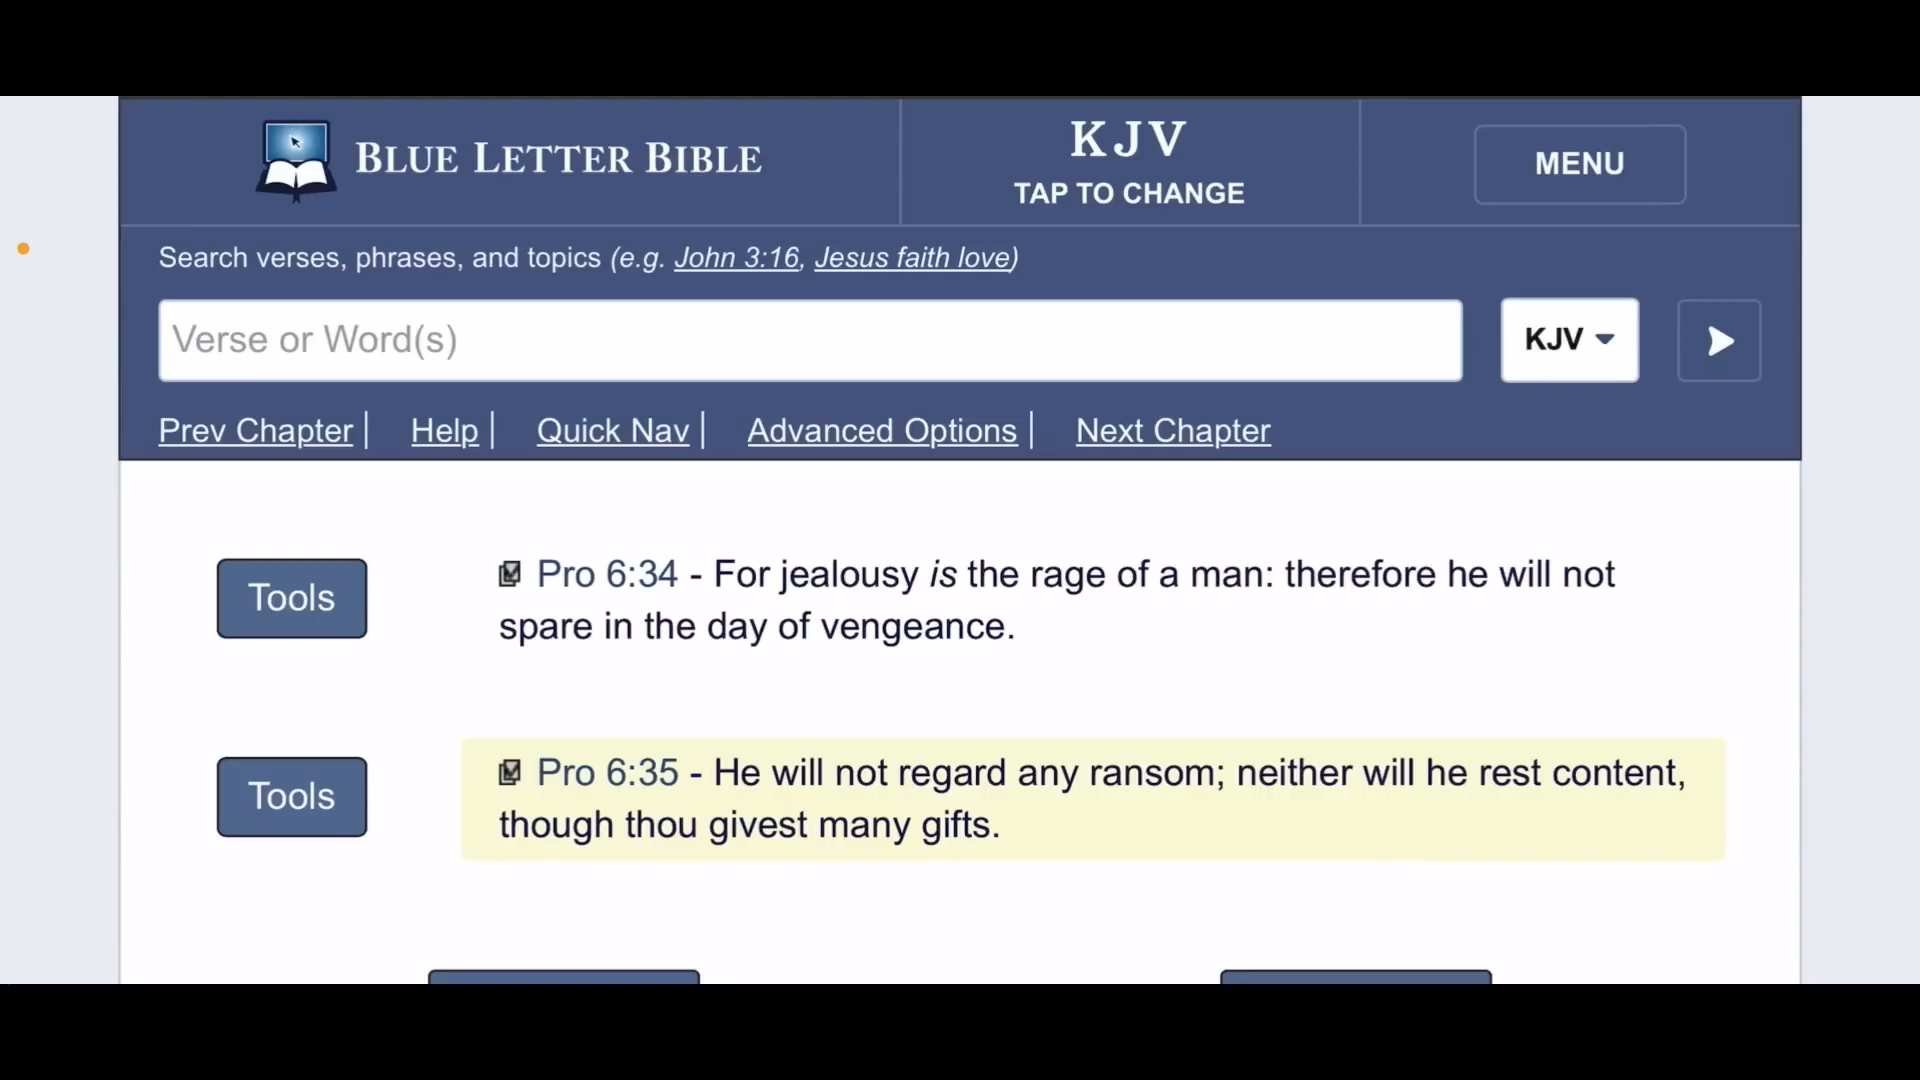 BLUE LETTER BIBLE
KJV
TAP TO CHANGE
MENU
Search verses, phrases, and topics (e.g. John 3:16, Jesus faith love)
Verse or Word(s)
KJV
Prev Chapter | Help | Quick Nav | Advanced Options | Next Chapter
Tools
Pro 6:34 - For jealousy is the rage of a man: therefore he will not
spare in the day of vengeance.
Tools
Pro 6:35 - He will not regard any ransom; neither will he rest content,
though thou givest many gifts.